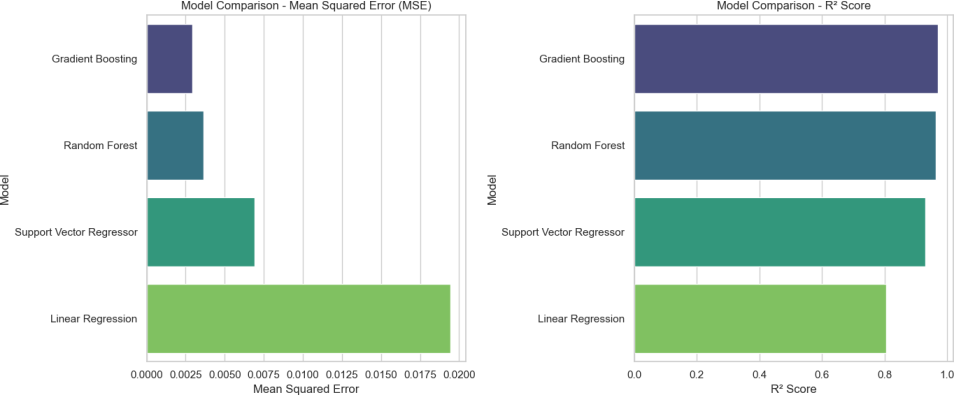 Model Comparison - Mean Squared Error (MSE)
Model
Gradient Boosting
Random Forest
Support Vector Regressor
Linear Regression
0.0000 0.0025 0.0050 0.0075 0.0100 0.0125 0.0150 0.0175 0.0200
Mean Squared Error
Model Comparison - R² Score
Model
Gradient Boosting
Random Forest
Support Vector Regressor
Linear Regression
0.0 0.2 0.4 0.6 0.8 1.0
R² Score